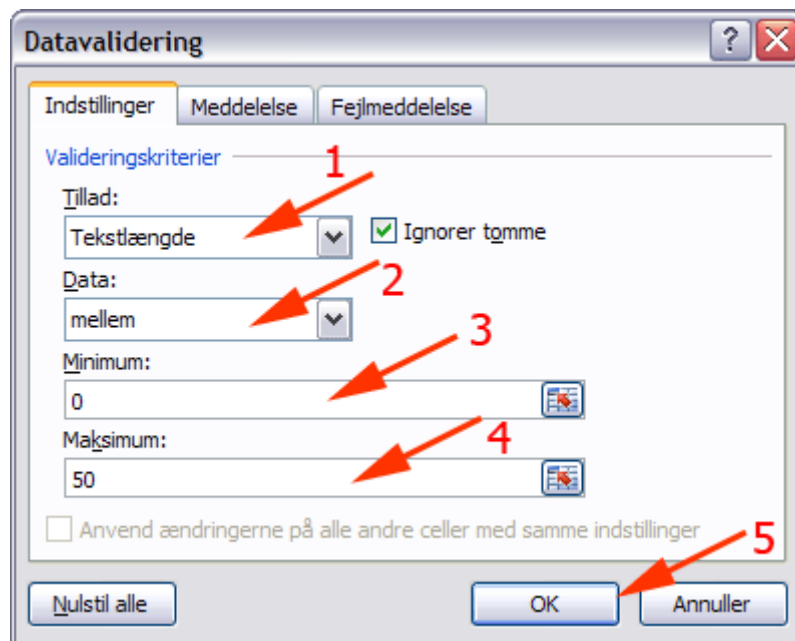 Datavalidering
Indstillinger Meddelelse Fejlmeddelelse
Valideringskriterier
1
Tillad:
Tekstlængde Ignorer tomme
Data:
2
mellem
3
Minimum:
0
Maksimum:
4
50
Anvend ændringerne på alle andre celler med samme indstillinger
5
Nulstil alle OK Annuller